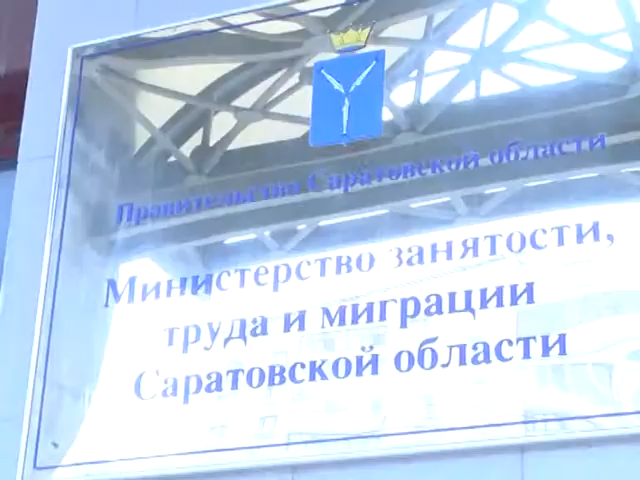 Правительство Саратовской области
Министерство занятости,
труда и миграции
Саратовской области